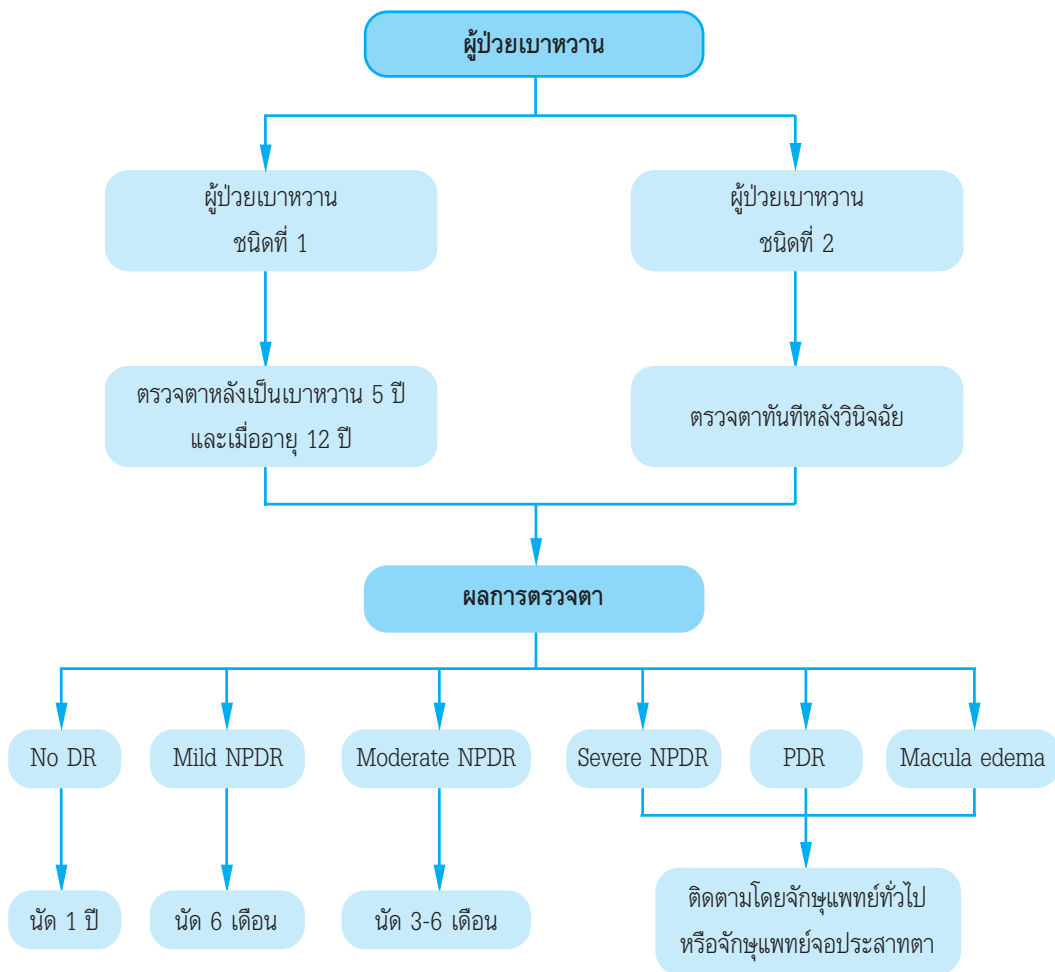 ผู้ป่วยเบาหวาน
ผู้ป่วยเบาหวาน
ชนิดที่ 1
ผู้ป่วยเบาหวาน
ชนิดที่ 2
ตรวจตาหลังเป็นเบาหวาน 5 ปี
และเมื่ออายุ 12 ปี
ตรวจตาทันทีหลังวินิจฉัย
ผลการตรวจตา
No DR
Mild NPDR
Moderate NPDR
Severe NPDR
PDR
Macula edema
นัด 1 ปี
นัด 6 เดือน
นัด 3-6 เดือน
ติดตามโดยจักษุแพทย์ทั่วไป
หรือจักษุแพทย์จอประสาทตา